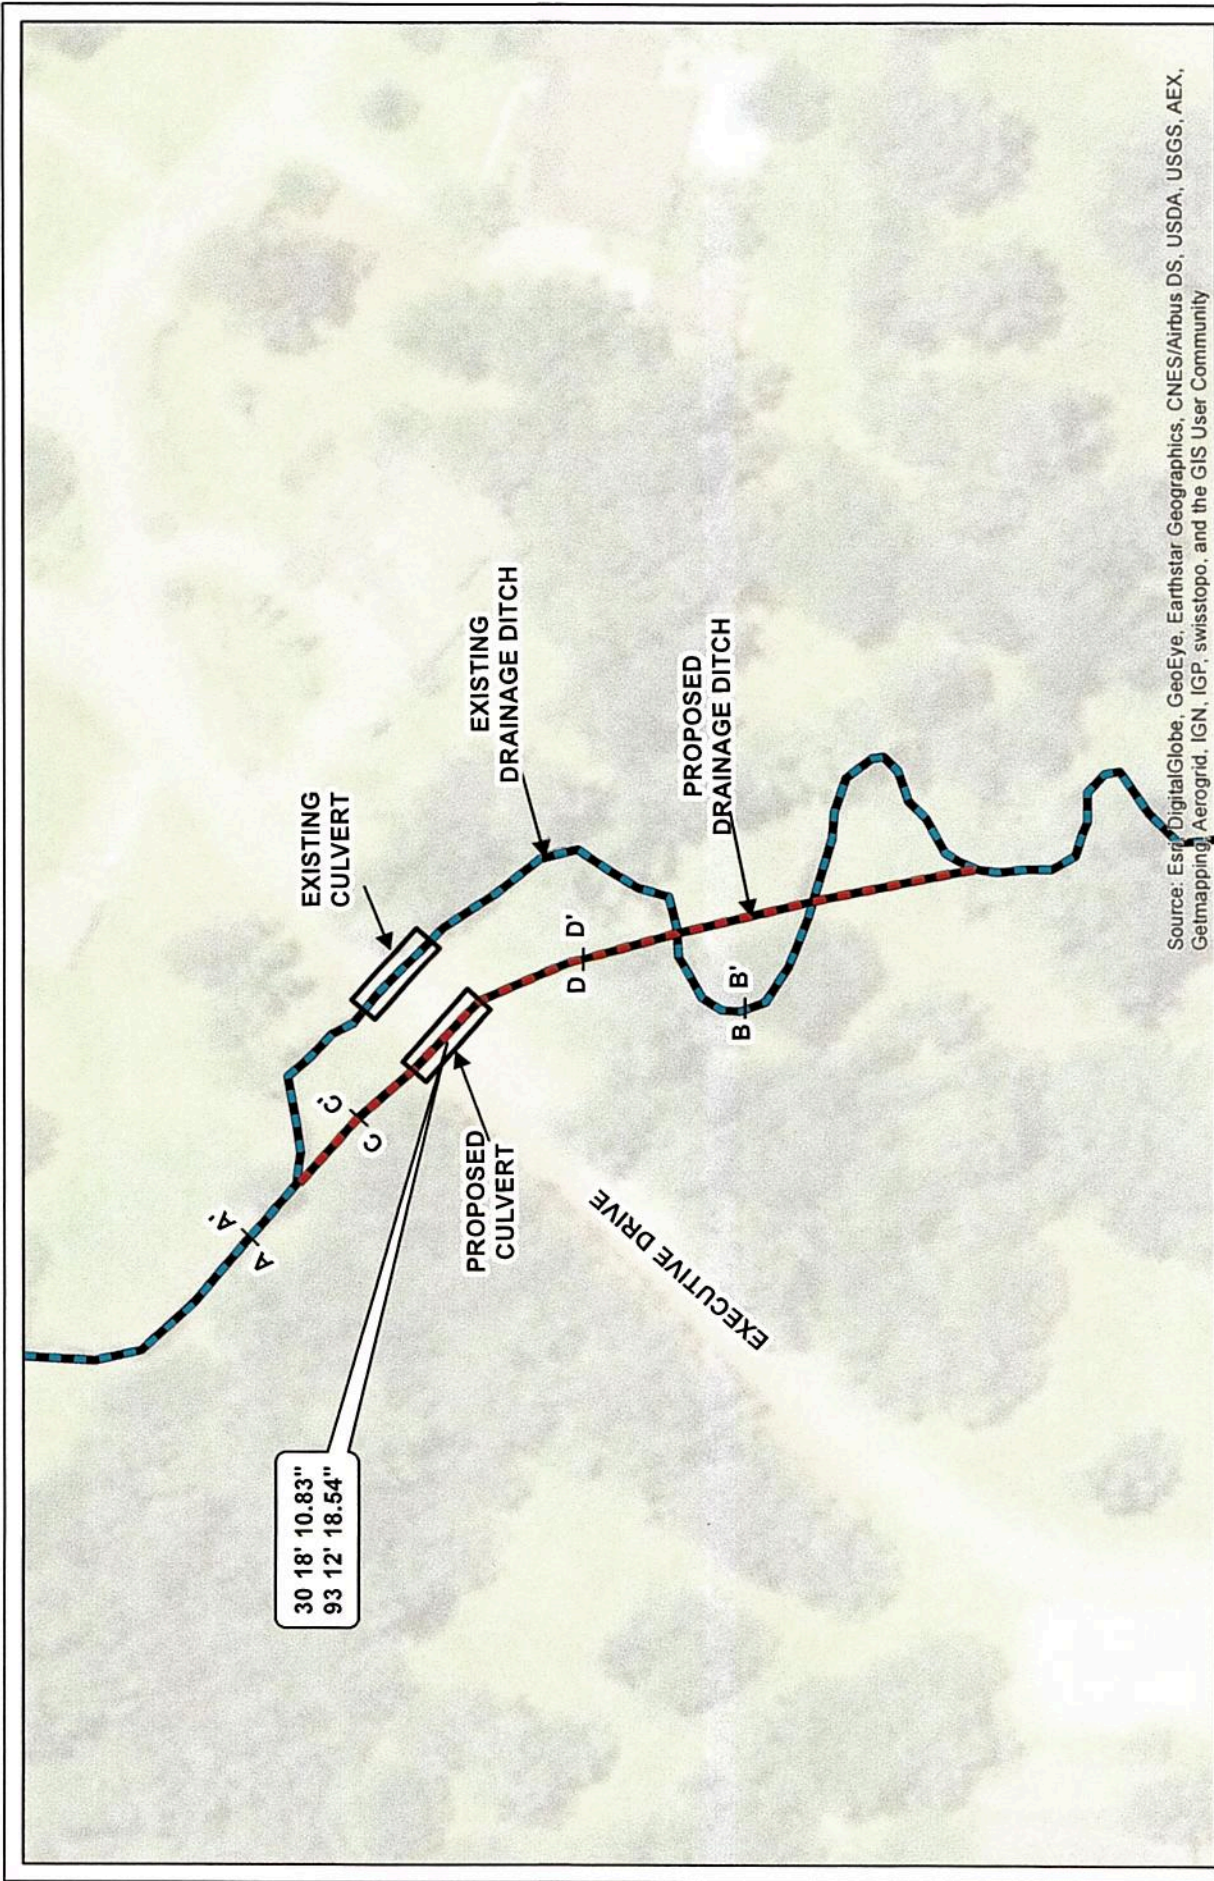 30 18' 10.83"
93 12' 18.54"
A A'
C C'
EXISTING
CULVERT
PROPOSED
CULVERT
EXISTING
DRAINAGE DITCH
D D'
EXECUTIVE DRIVE
PROPOSED
DRAINAGE DITCH
B B'
Source: Esri, DigitalGlobe, GeoEye, Earthstar Geographics, CNES/Airbus DS, USDA, USGS, AEX,
Getmapping, Aerogrid, IGN, IGP, swisstopo, and the GIS User Community